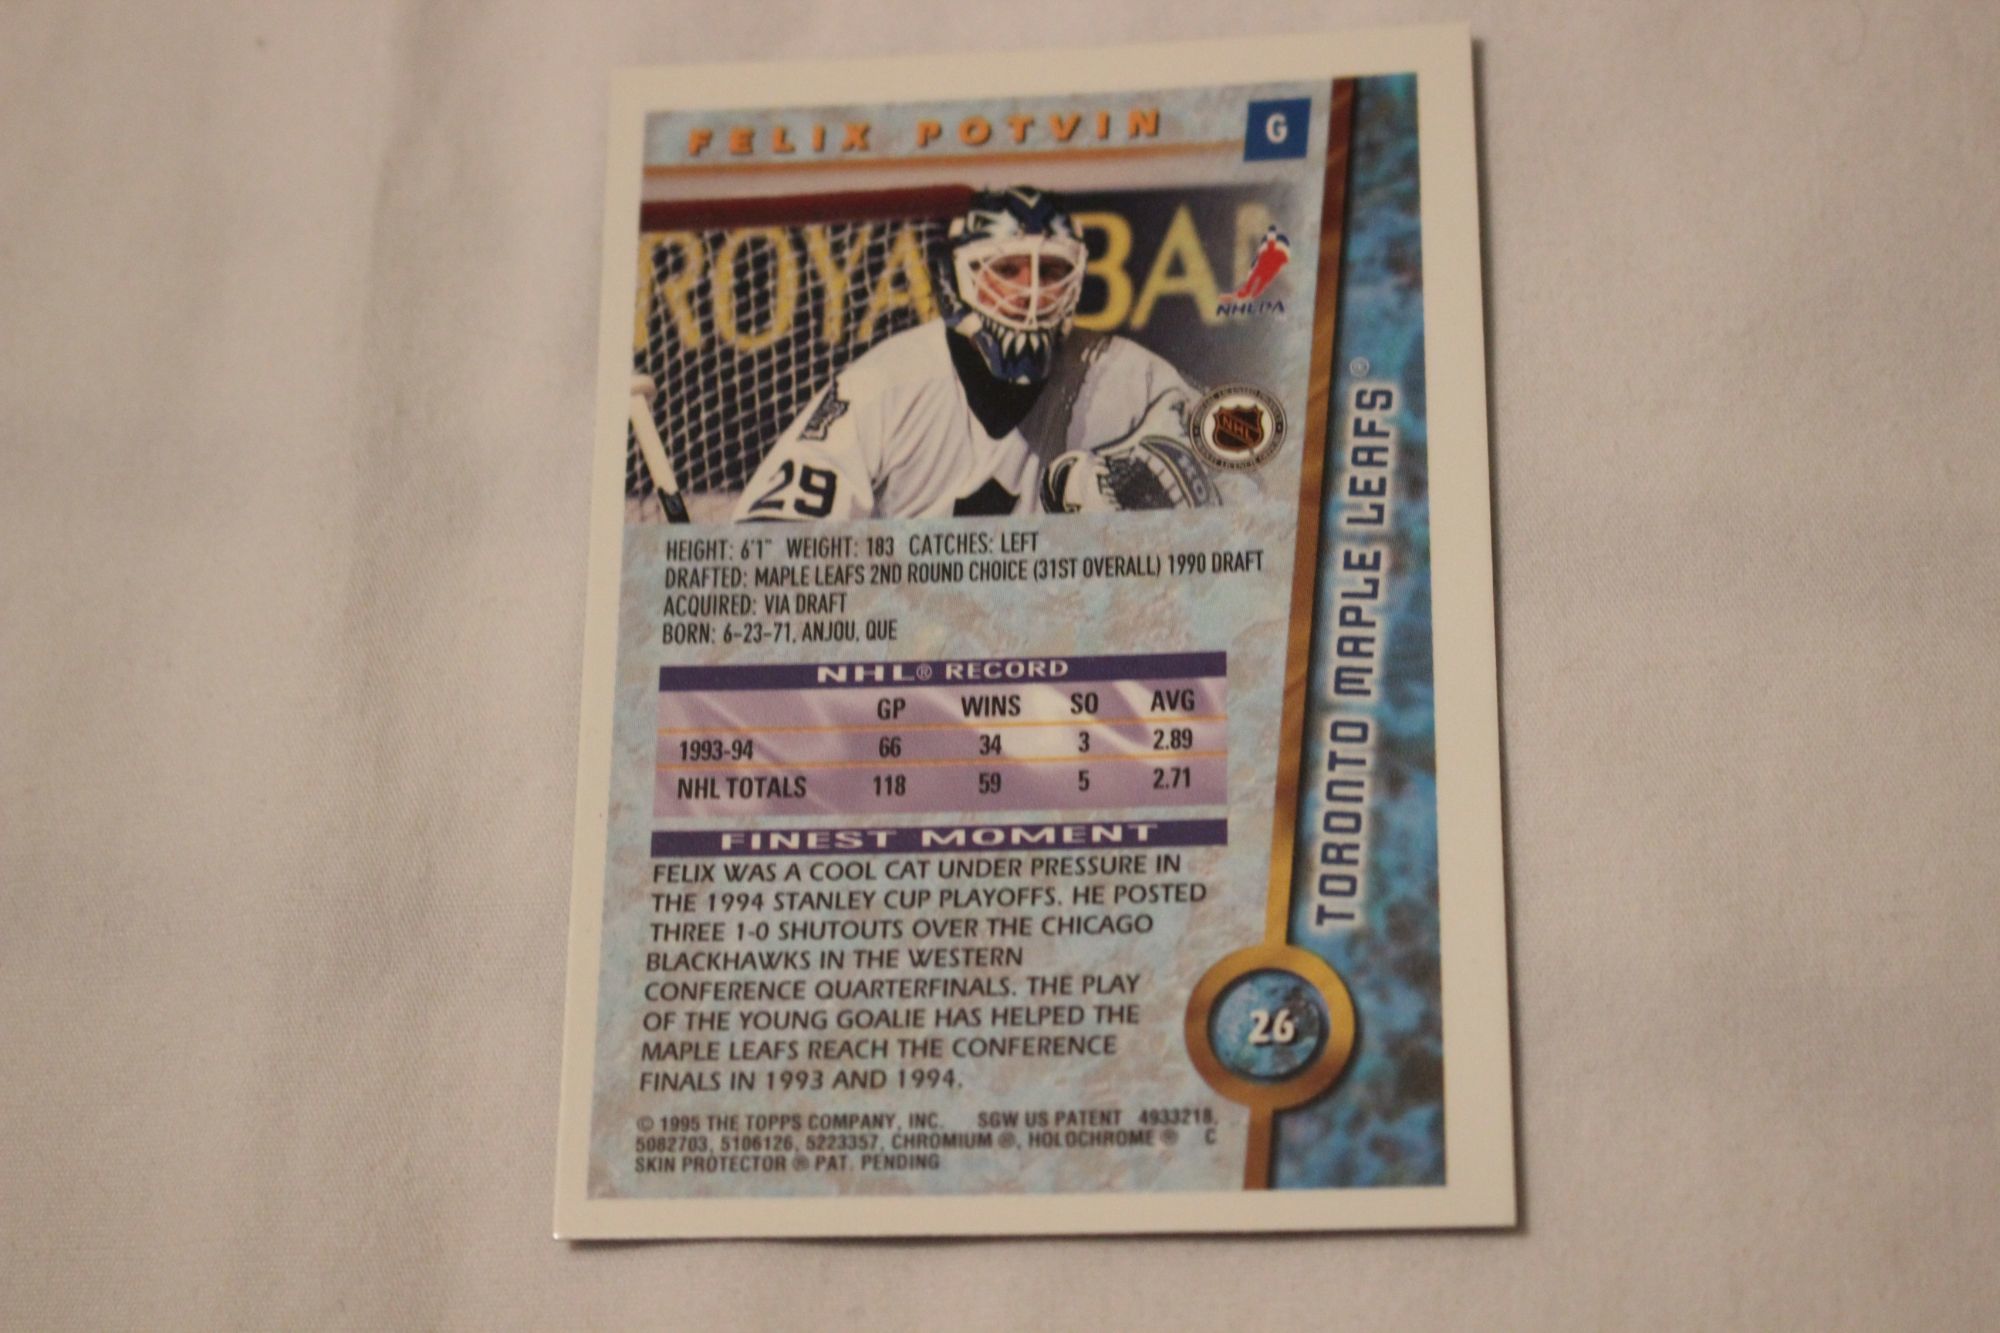 FELIX POTVIN G
ROYA BA
NHLPA
NHL
29
HEIGHT: 6'1" WEIGHT: 183 CATCHES: LEFT
DRAFTED: MAPLE LEAFS 2ND ROUND CHOICE (31ST OVERALL) 1990 DRAFT
ACQUIRED: VIA DRAFT
BORN: 6-23-71, ANJOU, QUE
NHL® RECORD
GP WINS SO AVG
1993-94 66 34 3 2.89
NHL TOTALS 118 59 5 2.71
FINEST MOMENT
FELIX WAS A COOL CAT UNDER PRESSURE IN
THE 1994 STANLEY CUP PLAYOFFS. HE POSTED
THREE 1-0 SHUTOUTS OVER THE CHICAGO
BLACKHAWKS IN THE WESTERN
CONFERENCE QUARTERFINALS. THE PLAY
OF THE YOUNG GOALIE HAS HELPED THE
MAPLE LEAFS REACH THE CONFERENCE
FINALS IN 1993 AND 1994.
© 1995 THE TOPPS COMPANY, INC. SGW US PATENT 4933218,
5082703, 5106126, 5223357, CHROMIUM ®, HOLOCHROME ® C
SKIN PROTECTOR ® PAT. PENDING
TORONTO MAPLE LEAFS®
26